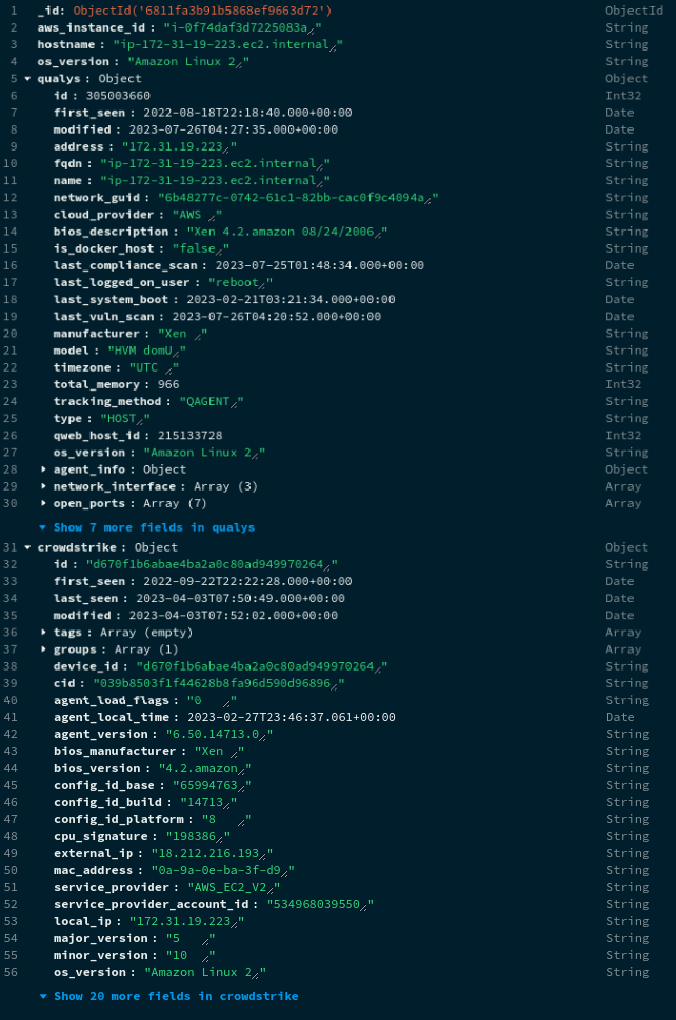 1 _id: ObjectId('6811fa3b91b5868ef9663d72') ObjectId
2 aws_instance_id : "i-0f74daf3d7225083a" String
3 hostname : "ip-172-31-19-223.ec2.internal" String
4 os_version : "Amazon Linux 2" String
5 qualys : Object Object
6 id : 305003660 Int32
7 first_seen : 2022-08-18T22:18:40.000+00:00 Date
8 modified : 2023-07-26T04:27:35.000+00:00 Date
9 address : "172.31.19.223" String
10 fqdn : "ip-172-31-19-223.ec2.internal" String
11 name : "ip-172-31-19-223.ec2.internal" String
12 network_guid : "6b48277c-0742-61c1-82bb-cac0f9c4094a" String
13 cloud_provider : "AWS" String
14 bios_description : "Xen 4.2.amazon 08/24/2006" String
15 is_docker_host : "false" String
16 last_compliance_scan : 2023-07-25T01:48:34.000+00:00 Date
17 last_logged_on_user : "reboot" String
18 last_system_boot : 2023-02-21T03:21:34.000+00:00 Date
19 last_vuln_scan : 2023-07-26T04:20:52.000+00:00 Date
20 manufacturer : "Xen" String
21 model : "HVM domU" String
22 timezone : "UTC" String
23 total_memory : 966 Int32
24 tracking_method : "QAGENT" String
25 type : "HOST" String
26 qweb_host_id : 215133728 Int32
27 os_version : "Amazon Linux 2" String
28 agent_info : Object Object
29 network_interface : Array (3) Array
30 open_ports : Array (7) Array
Show 7 more fields in qualys
31 crowdstrike : Object Object
32 id : "d670f1b6abae4ba2a0c80ad949970264" String
33 first_seen : 2022-09-22T22:22:28.000+00:00 Date
34 last_seen : 2023-04-03T07:50:49.000+00:00 Date
35 modified : 2023-04-03T07:52:02.000+00:00 Date
36 tags : Array (empty) Array
37 groups : Array (1) Array
38 device_id : "d670f1b6abae4ba2a0c80ad949970264" String
39 cid : "039b8503f1f44628b8fa96d590d96896" String
40 agent_load_flags : "0" String
41 agent_local_time : 2023-02-27T23:46:37.061+00:00 Date
42 agent_version : "6.50.14713.0" String
43 bios_manufacturer : "Xen" String
44 bios_version : "4.2.amazon" String
45 config_id_base : "65994763" String
46 config_id_build : "14713" String
47 config_id_platform : "8" String
48 cpu_signature : "198386" String
49 external_ip : "18.212.216.193" String
50 mac_address : "0a-9a-0e-ba-3f-d9" String
51 service_provider : "AWS_EC2_V2" String
52 service_provider_account_id : "534968039550" String
53 local_ip : "172.31.19.223" String
54 major_version : "5" String
55 minor_version : "10" String
56 os_version : "Amazon Linux 2" String
Show 20 more fields in crowdstrike